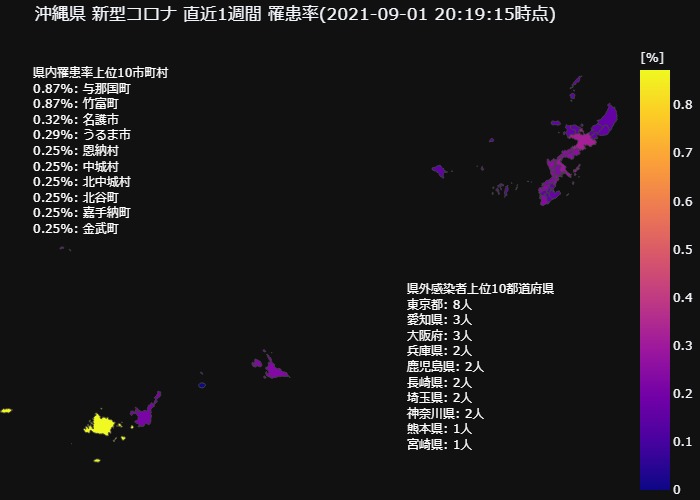 沖縄県 新型コロナ 直近1週間 罹患率(2021-09-01 20:19:15時点)
県内罹患率上位10市町村
0.87%: 与那国町
0.87%: 竹富町
0.32%: 名護市
0.29%: うるま市
0.25%: 恩納村
0.25%: 中城村
0.25%: 北中城村
0.25%: 北谷町
0.25%: 嘉手納町
0.25%: 金武町
県外感染者上位10都道府県
東京都: 8人
愛知県: 3人
大阪府: 3人
兵庫県: 2人
鹿児島県: 2人
長崎県: 2人
埼玉県: 2人
神奈川県: 2人
熊本県: 1人
宮崎県: 1人
[%]
0.8
0.7
0.6
0.5
0.4
0.3
0.2
0.1
0